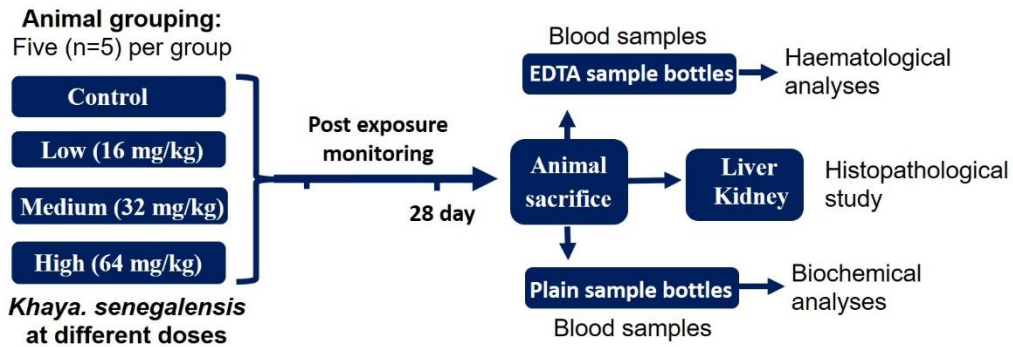 Animal grouping:
Five (n=5) per group
Control
Low (16 mg/kg)
Medium (32 mg/kg)
High (64 mg/kg)
Khaya. senegalensis
at different doses
Post exposure
monitoring
28 day
Animal
sacrifice
Blood samples
EDTA sample bottles
Haematological
analyses
Liver
Kidney
Histopathological
study
Plain sample bottles
Blood samples
Biochemical
analyses